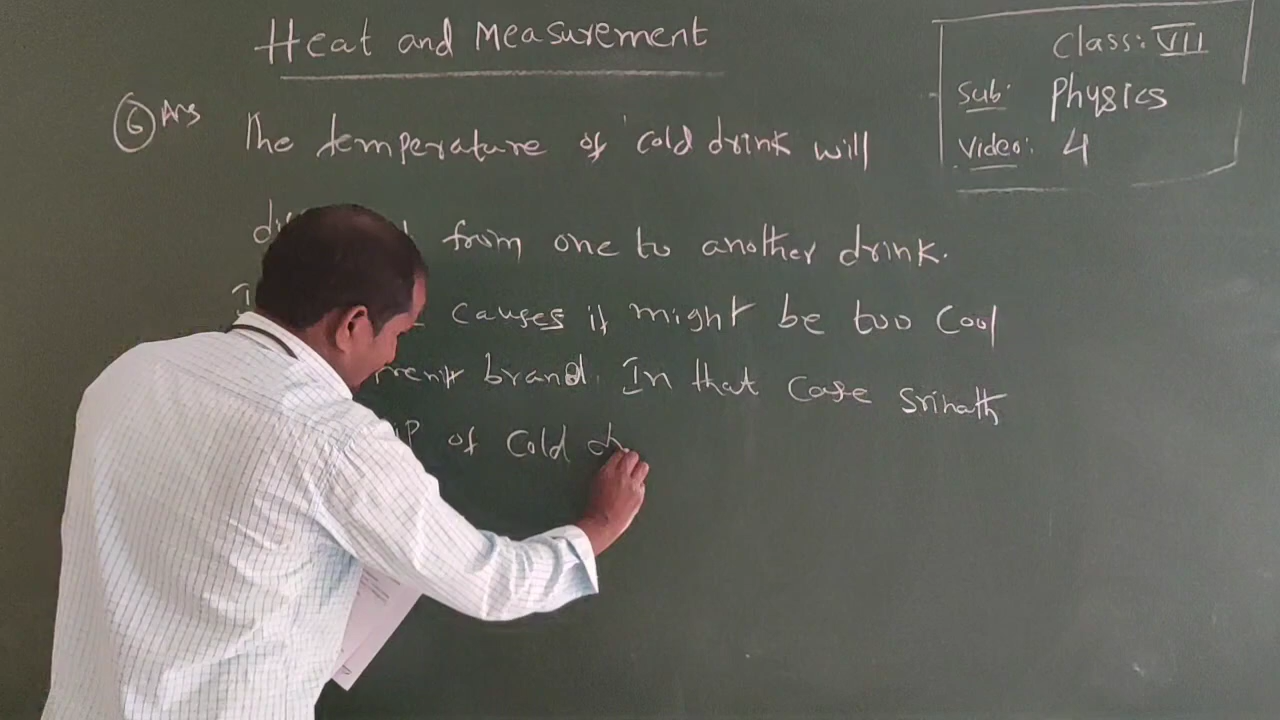 Heat and Measurement
Class: VII
Sub: Physics
Video: 4
6 Ans The temperature of cold drink will
from one to another drink.
causes it might be too cool
brand. In that case Srinath
of cold